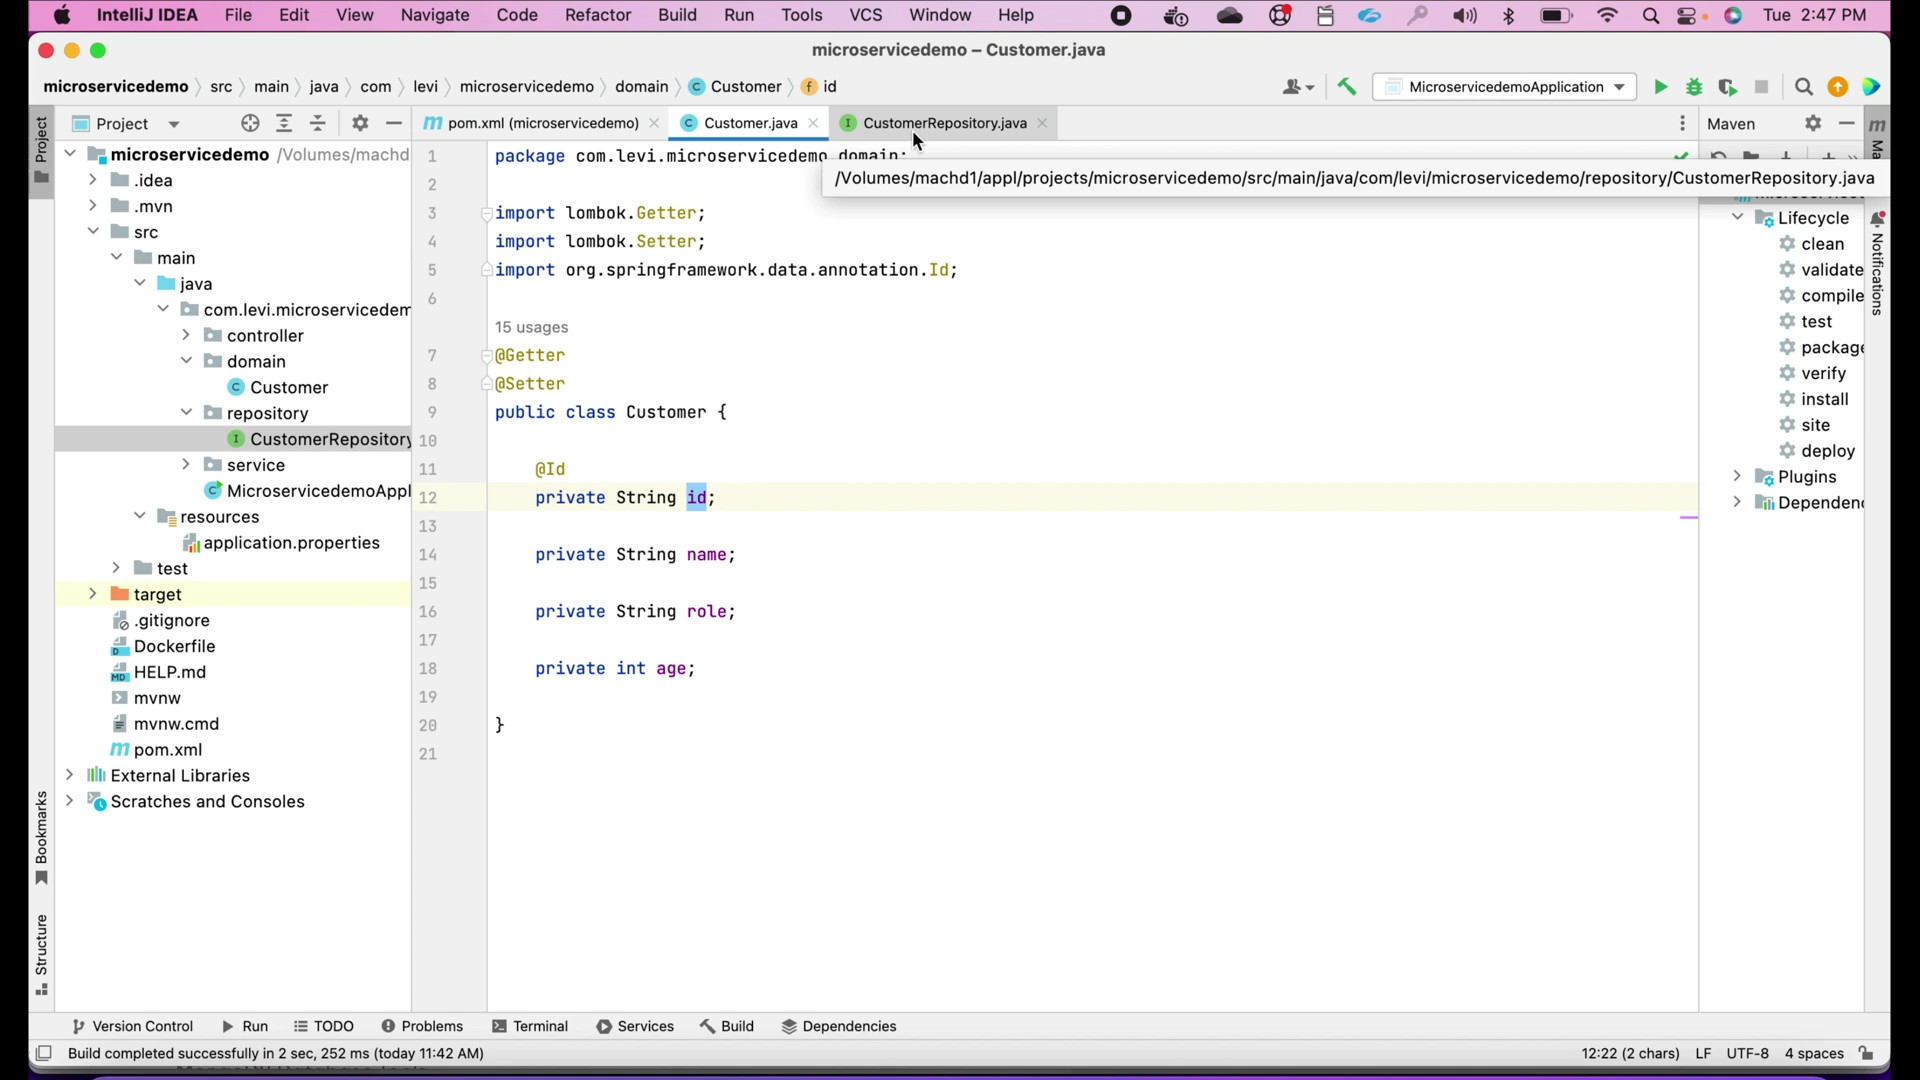 IntelliJ IDEA File Edit View Navigate Code Refactor Build Run Tools VCS Window Help Tue 2:47 PM
microservicedemo – Customer.java
microservicedemo src main java com levi microservicedemo domain C Customer f id MicroservicedemoApplication
Project
Project
m pom.xml (microservicedemo) C Customer.java I CustomerRepository.java
Maven
m
/Volumes/machd1/appl/projects/microservicedemo/src/main/java/com/levi/microservicedemo/repository/CustomerRepository.java
microservicedemo /Volumes/machd
.idea
.mvn
src
main
java
com.levi.microservicedem
controller
domain
C Customer
repository
I CustomerRepository
service
C MicroservicedemoAppl
resources
application.properties
test
target
.gitignore
D Dockerfile
MD HELP.md
mvnw
mvnw.cmd
m pom.xml
External Libraries
Scratches and Consoles
1 package com.levi.microservicedemo.domain;
2
3 import lombok.Getter;
4 import lombok.Setter;
5 import org.springframework.data.annotation.Id;
6
15 usages
7 @Getter
8 @Setter
9 public class Customer {
10
11 @Id
12 private String id;
13
14 private String name;
15
16 private String role;
17
18 private int age;
19
20 }
21
Lifecycle
clean
validate
compile
test
package
verify
install
site
deploy
Plugins
Dependenc
Notifications
Bookmarks
Structure
Version Control Run TODO Problems Terminal Services Build Dependencies
Build completed successfully in 2 sec, 252 ms (today 11:42 AM) 12:22 (2 chars) LF UTF-8 4 spaces